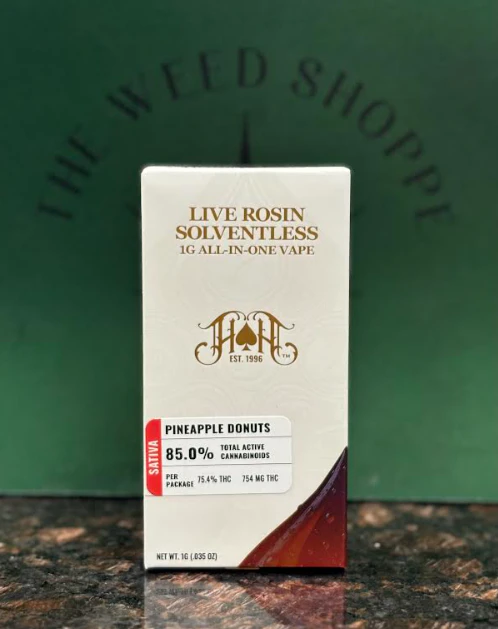 THE WEED SHOPPE
LIVE ROSIN
SOLVENTLESS
1G ALL-IN-ONE VAPE
H♠H
EST. 1996
TM
SATIVA
PINEAPPLE DONUTS
85.0% TOTAL ACTIVE
CANNABINOIDS
PER
PACKAGE 75.4% THC 754 MG THC
NET WT. 1G (.035 OZ)